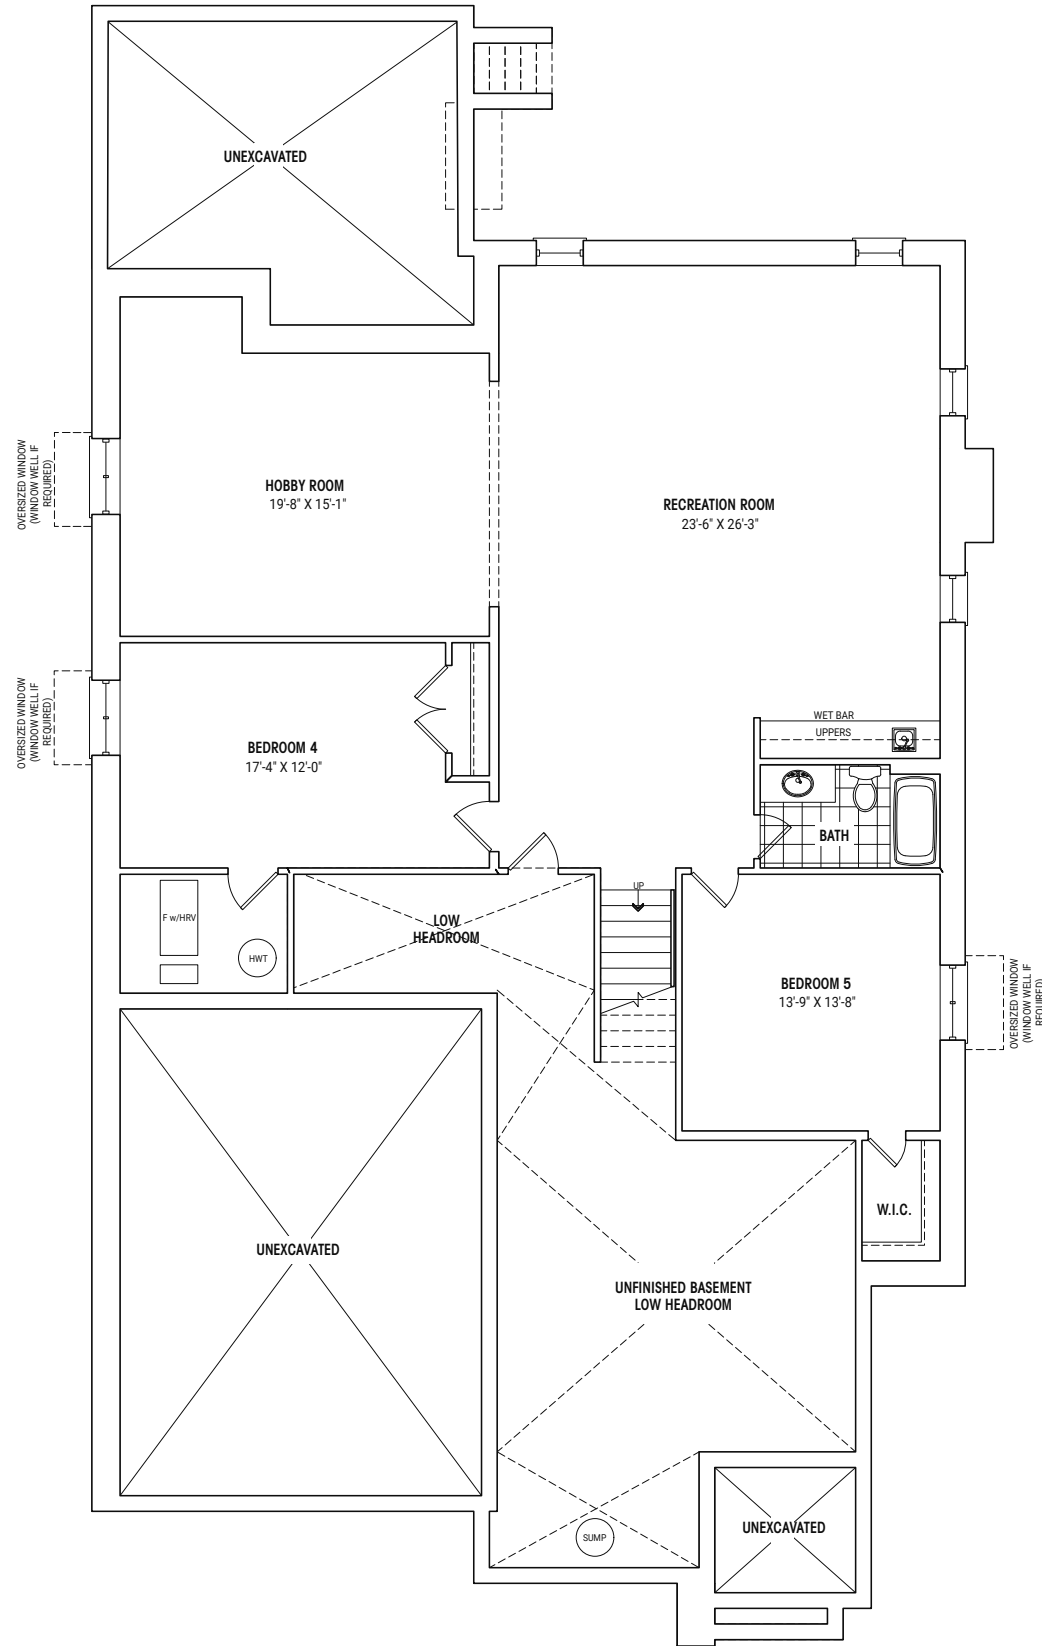 UNEXCAVATED
OVERSIZED WINDOW
(WINDOW WELL IF
REQUIRED)
HOBBY ROOM
19'-8" X 15'-1"
RECREATION ROOM
23'-6" X 26'-3"
OVERSIZED WINDOW
(WINDOW WELL IF
REQUIRED)
BEDROOM 4
17'-4" X 12'-0"
WET BAR
UPPERS
BATH
F w/HRV
HWT
LOW
HEADROOM
UP
BEDROOM 5
13'-9" X 13'-8"
OVERSIZED WINDOW
(WINDOW WELL IF
REQUIRED)
W.I.C.
UNEXCAVATED
UNFINISHED BASEMENT
LOW HEADROOM
SUMP
UNEXCAVATED